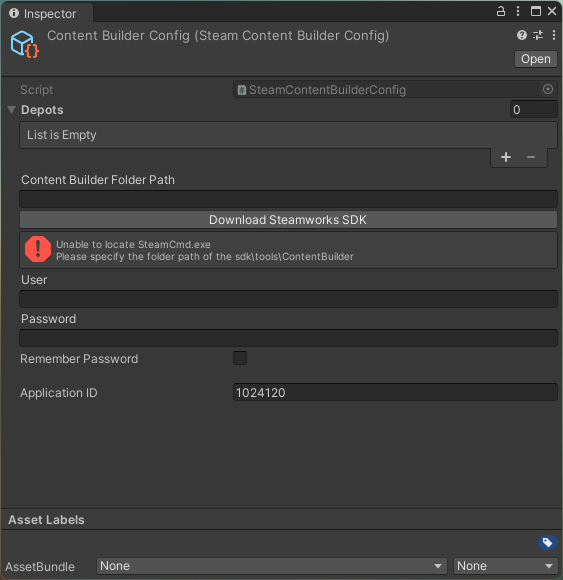 Inspector
Content Builder Config (Steam Content Builder Config)
Open
Script
SteamContentBuilderConfig
Depots
0
List is Empty
Content Builder Folder Path
Download Steamworks SDK
Unable to locate SteamCmd.exe
Please specify the folder path of the sdk\tools\ContentBuilder
User
Password
Remember Password
Application ID
1024120
Asset Labels
AssetBundle
None
None